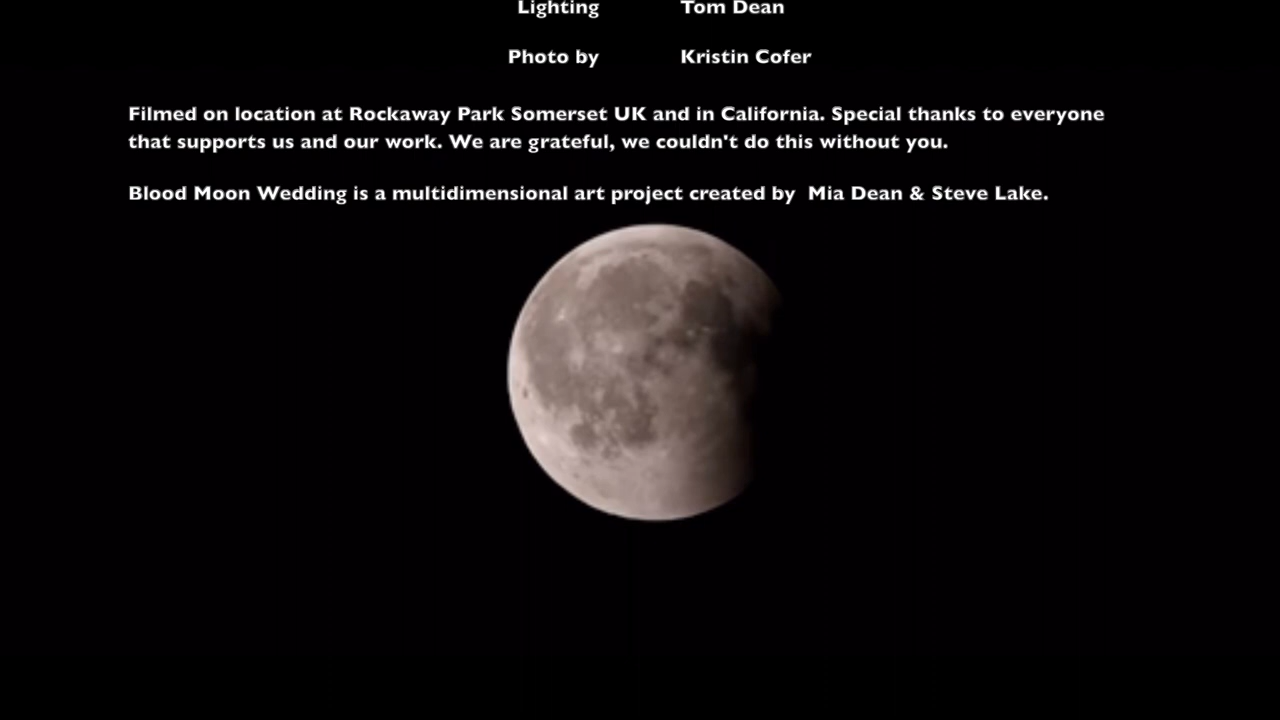 Lighting Tom Dean
Photo by Kristin Cofer
Filmed on location at Rockaway Park Somerset UK and in California. Special thanks to everyone
that supports us and our work. We are grateful, we couldn't do this without you.
Blood Moon Wedding is a multidimensional art project created by  Mia Dean & Steve Lake.